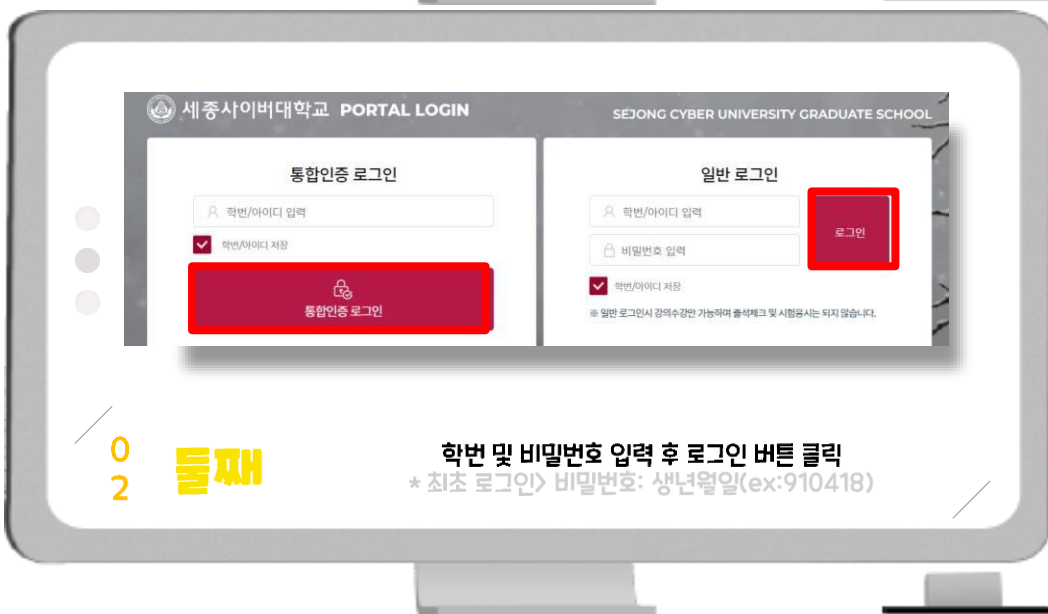 세종사이버대학교 PORTAL LOGIN
SEJONG CYBER UNIVERSITY GRADUATE SCHOOL
통합인증 로그인
학번/아이디 입력
학번/아이디 저장
통합인증 로그인
일반 로그인
학번/아이디 입력
비밀번호 입력
로그인
학번/아이디 저장
※ 일반 로그인시 강의수강만 가능하며 출석체크 및 시험응시는 되지 않습니다.
02
둘째
학번 및 비밀번호 입력 후 로그인 버튼 클릭
* 최초 로그인> 비밀번호: 생년월일(ex:910418)